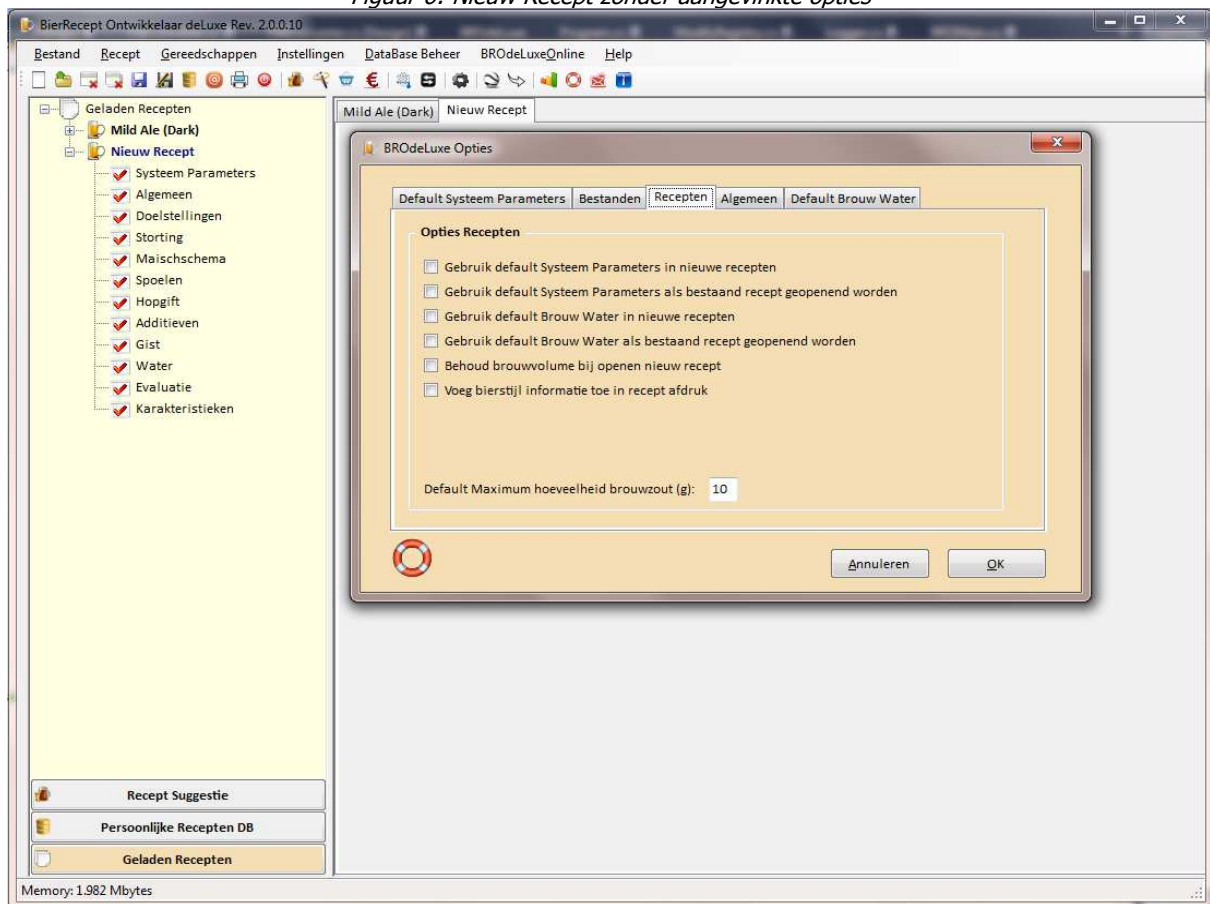 Figuur 6: Nieuw Recept zonder aangevinkte opties
BierRecept Ontwikkelaar deLuxe Rev. 2.0.0.10
Bestand Recept Gereedschappen Instellingen DataBase Beheer BROdeLuxeOnline Help
Geladen Recepten
Mild Ale (Dark)
Nieuw Recept
Systeem Parameters
Algemeen
Doelstellingen
Storting
Maischschema
Spoelen
Hopgift
Additieven
Gist
Water
Evaluatie
Karakteristieken
Mild Ale (Dark) Nieuw Recept
BROdeLuxe Opties
Default Systeem Parameters Bestanden Recepten Algemeen Default Brouw Water
Opties Recepten
Gebruik default Systeem Parameters in nieuwe recepten
Gebruik default Systeem Parameters als bestaand recept geopenend worden
Gebruik default Brouw Water in nieuwe recepten
Gebruik default Brouw Water als bestaand recept geopenend worden
Behoud brouwvolume bij openen nieuw recept
Voeg bierstijl informatie toe in recept afdruk
Default Maximum hoeveelheid brouwzout (g): 10
Annuleren OK
Recept Suggestie
Persoonlijke Recepten DB
Geladen Recepten
Memory: 1.982 Mbytes